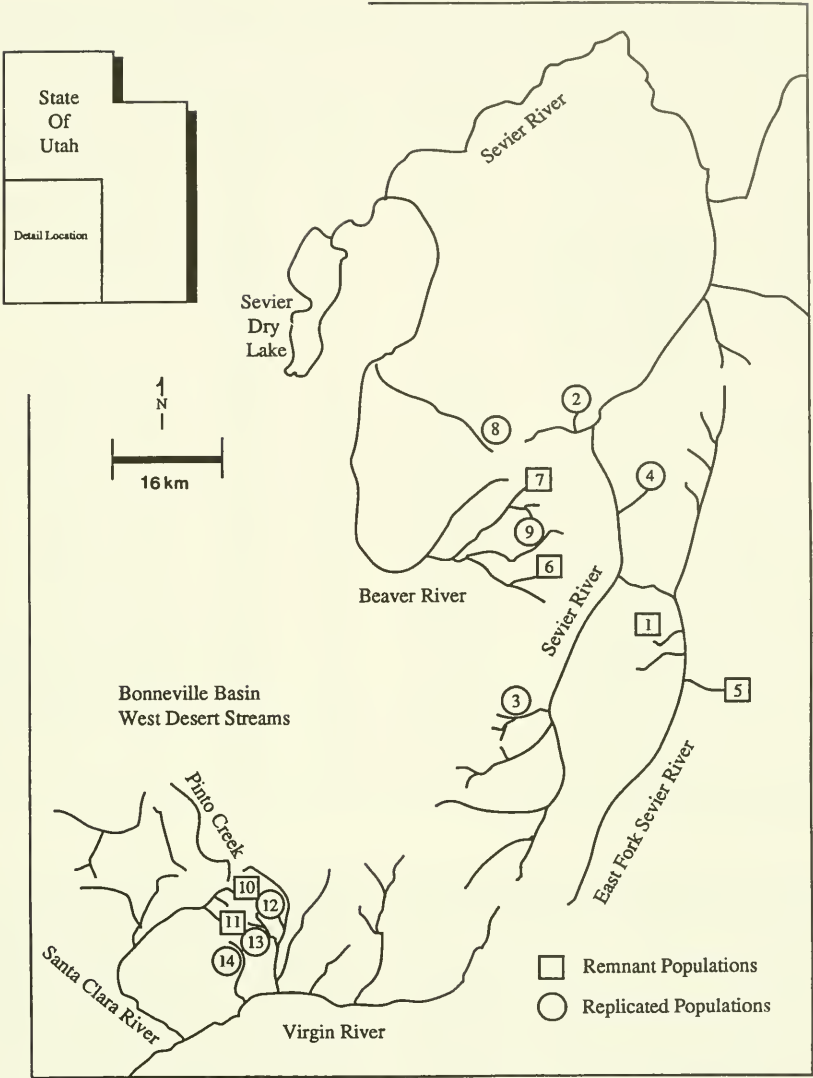 State
Of
Utah
Detail Location
Sevier River
Sevier
Dry
Lake
N
16 km
2
8
4
7
9
6
Beaver River
Sevier River
1
5
3
Bonneville Basin
West Desert Streams
Pinto Creek
East Fork Sevier River
10
12
11
13
14
Santa Clara River
Virgin River
Remnant Populations
Replicated Populations